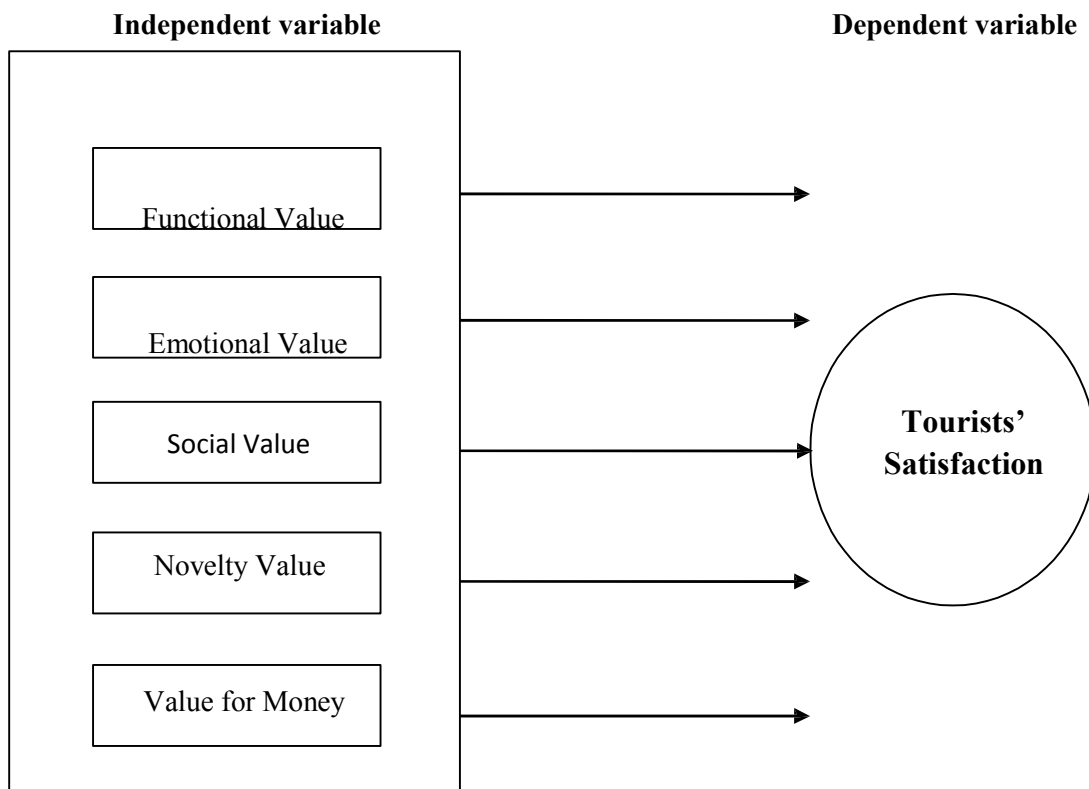 Independent variable
Dependent variable
Functional Value
Emotional Value
Social Value
Novelty Value
Value for Money
Tourists’
Satisfaction